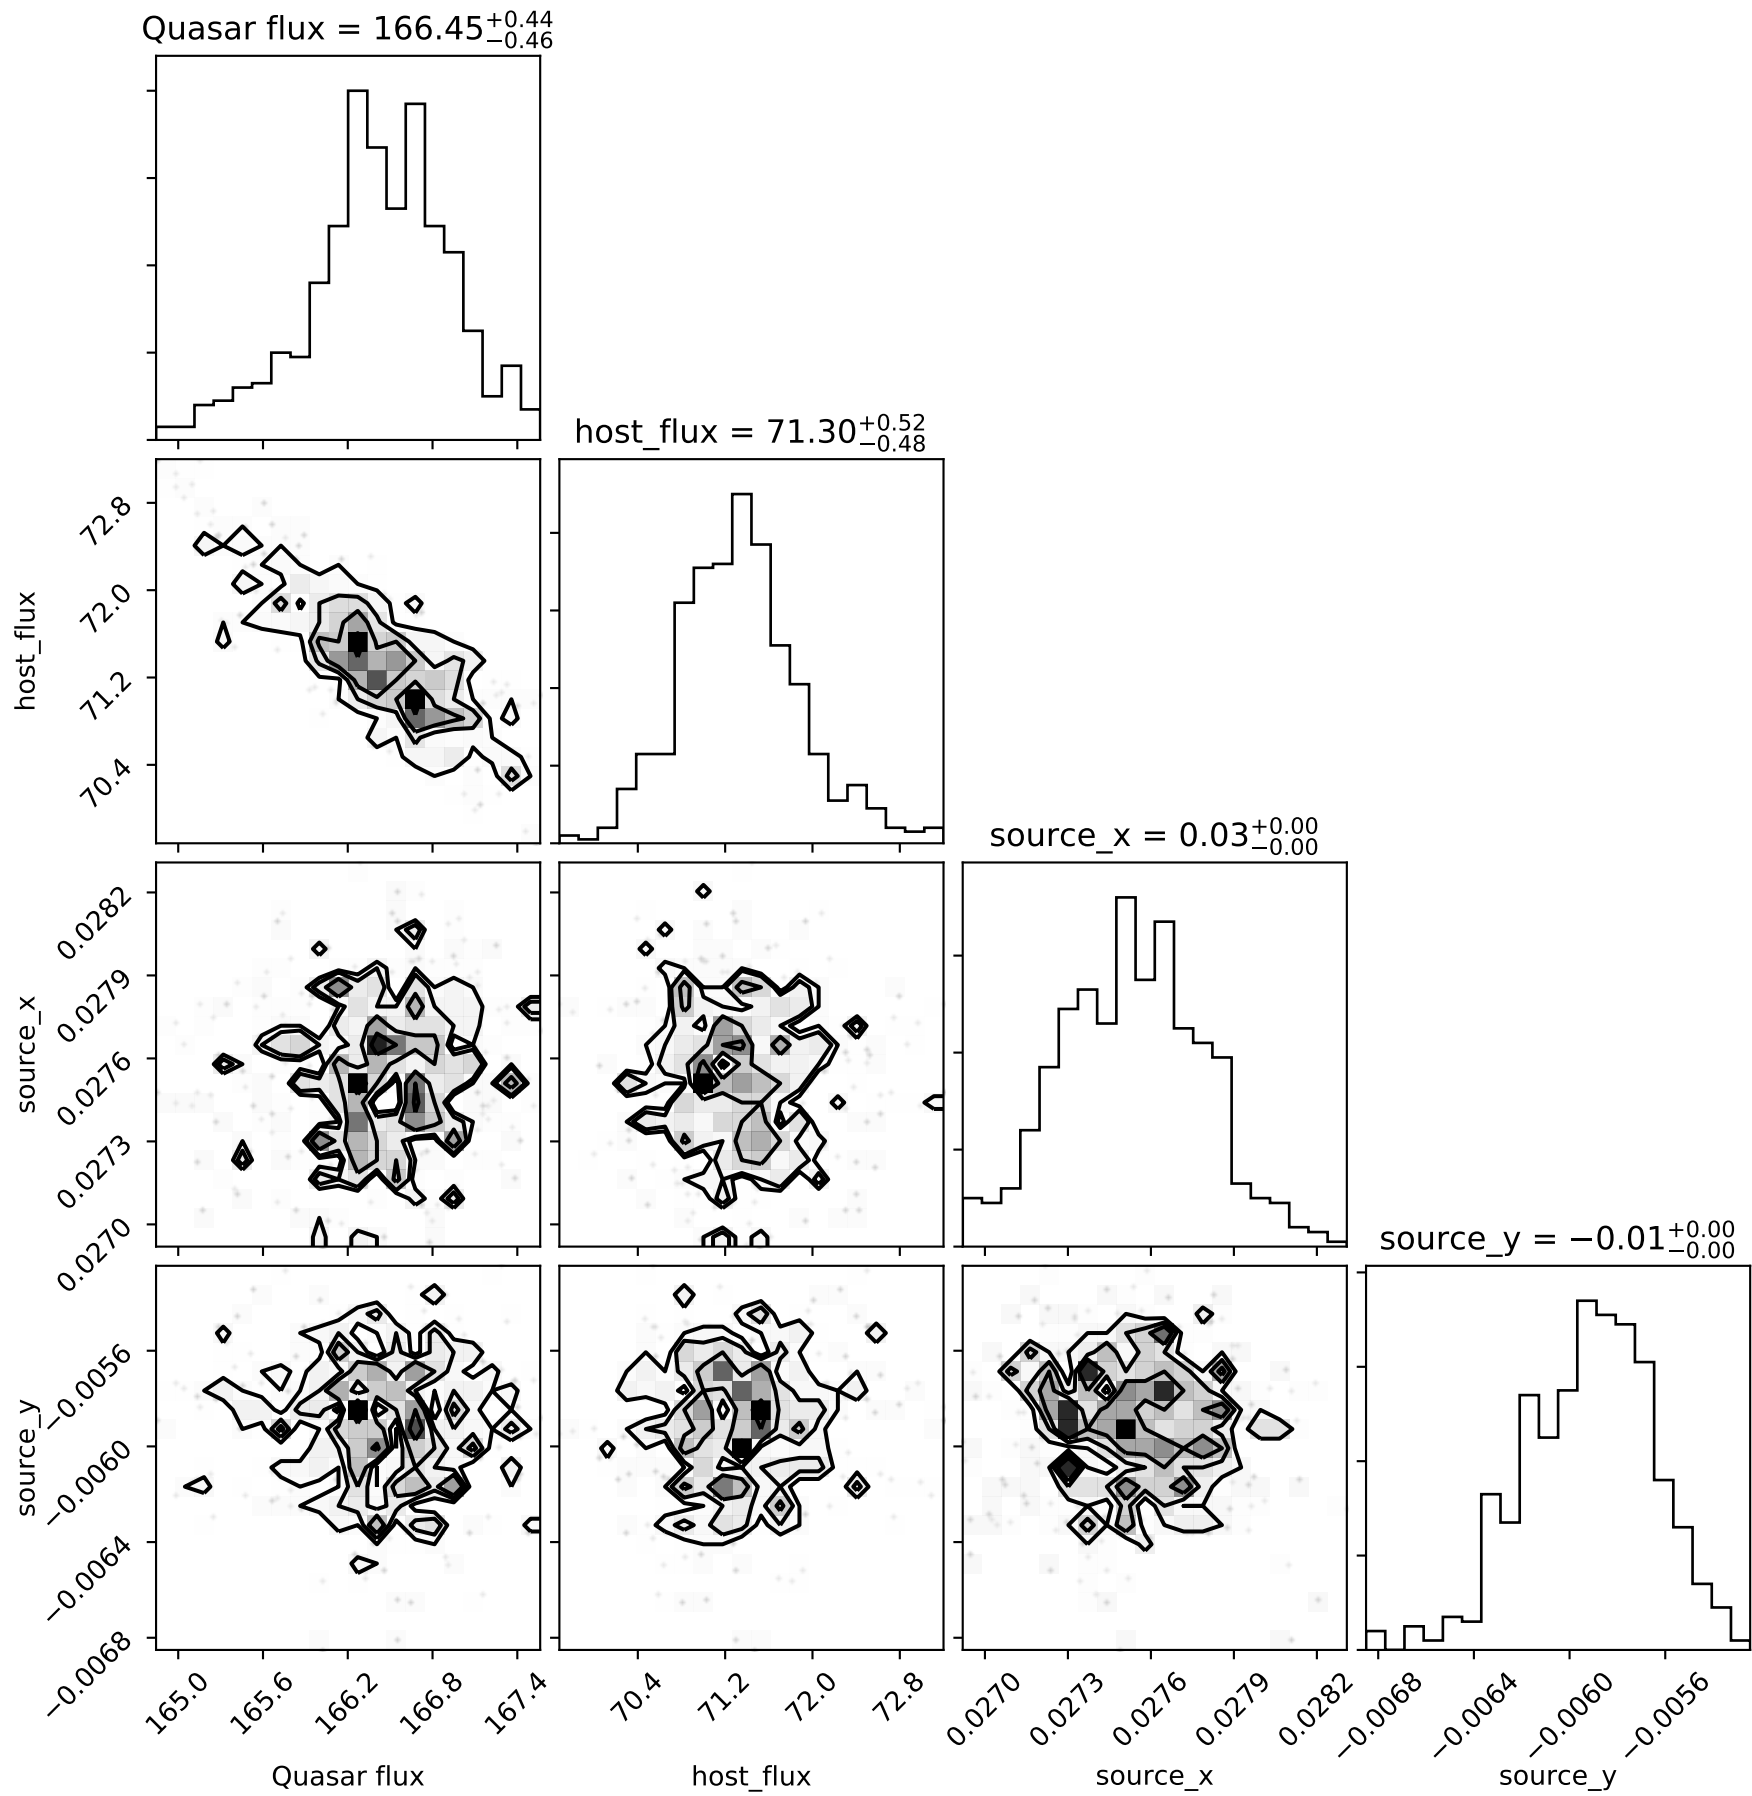 Quasar flux = 166.45+0.44−0.46
host_flux = 71.30+0.52−0.48
72.8
72.0
71.2
70.4
host_flux
source_x = 0.03+0.00−0.00
0.0282
0.0279
0.0276
0.0273
0.0270
source_x
source_y = −0.01+0.00−0.00
−0.0056
−0.0060
−0.0064
−0.0068
source_y
165.0 165.6 166.2 166.8 167.4
70.4 71.2 72.0 72.8
0.0270 0.0273 0.0276 0.0279 0.0282
−0.0068 −0.0064 −0.0060 −0.0056
Quasar flux host_flux source_x source_y